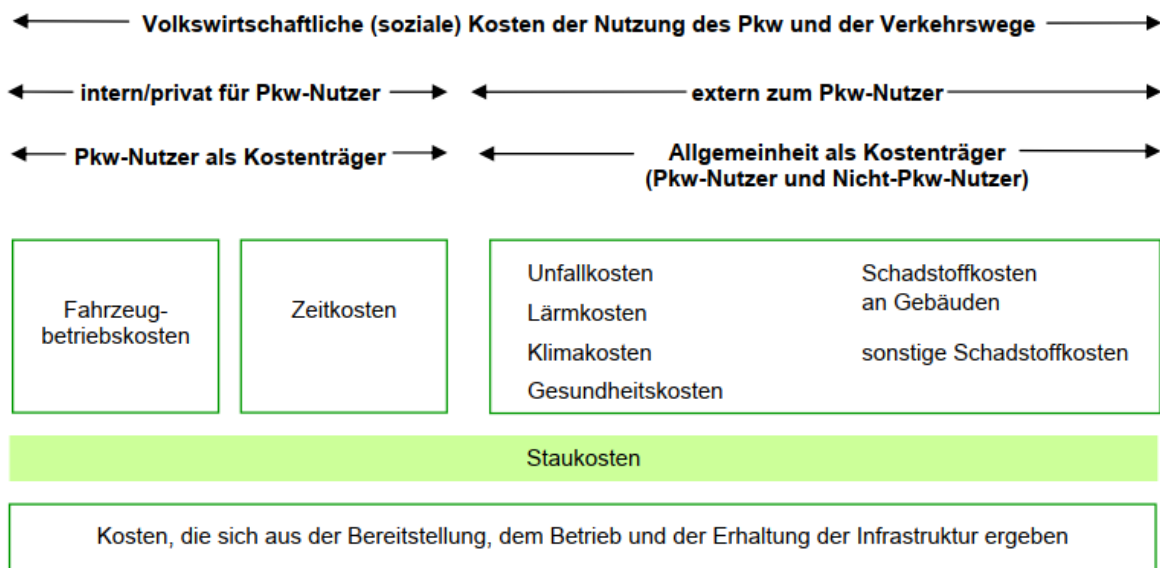 Volkswirtschaftliche (soziale) Kosten der Nutzung des Pkw und der Verkehrswege
intern/privat für Pkw-Nutzer
extern zum Pkw-Nutzer
Pkw-Nutzer als Kostenträger
Allgemeinheit als Kostenträger
(Pkw-Nutzer und Nicht-Pkw-Nutzer)
Fahrzeug-
betriebskosten
Zeitkosten
Unfallkosten
Lärmkosten
Klimakosten
Gesundheitskosten
Schadstoffkosten
an Gebäuden
sonstige Schadstoffkosten
Staukosten
Kosten, die sich aus der Bereitstellung, dem Betrieb und der Erhaltung der Infrastruktur ergeben